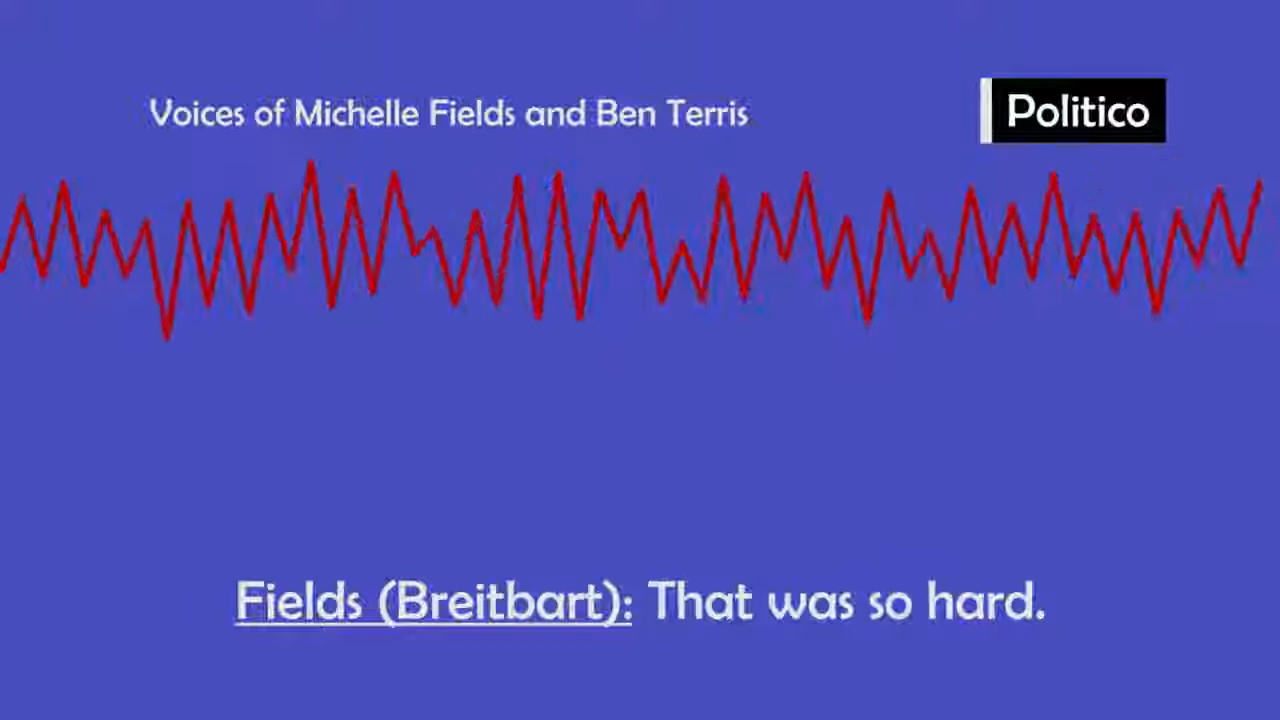 Voices of Michelle Fields and Ben Terris
Politico
Fields (Breitbart): That was so hard.